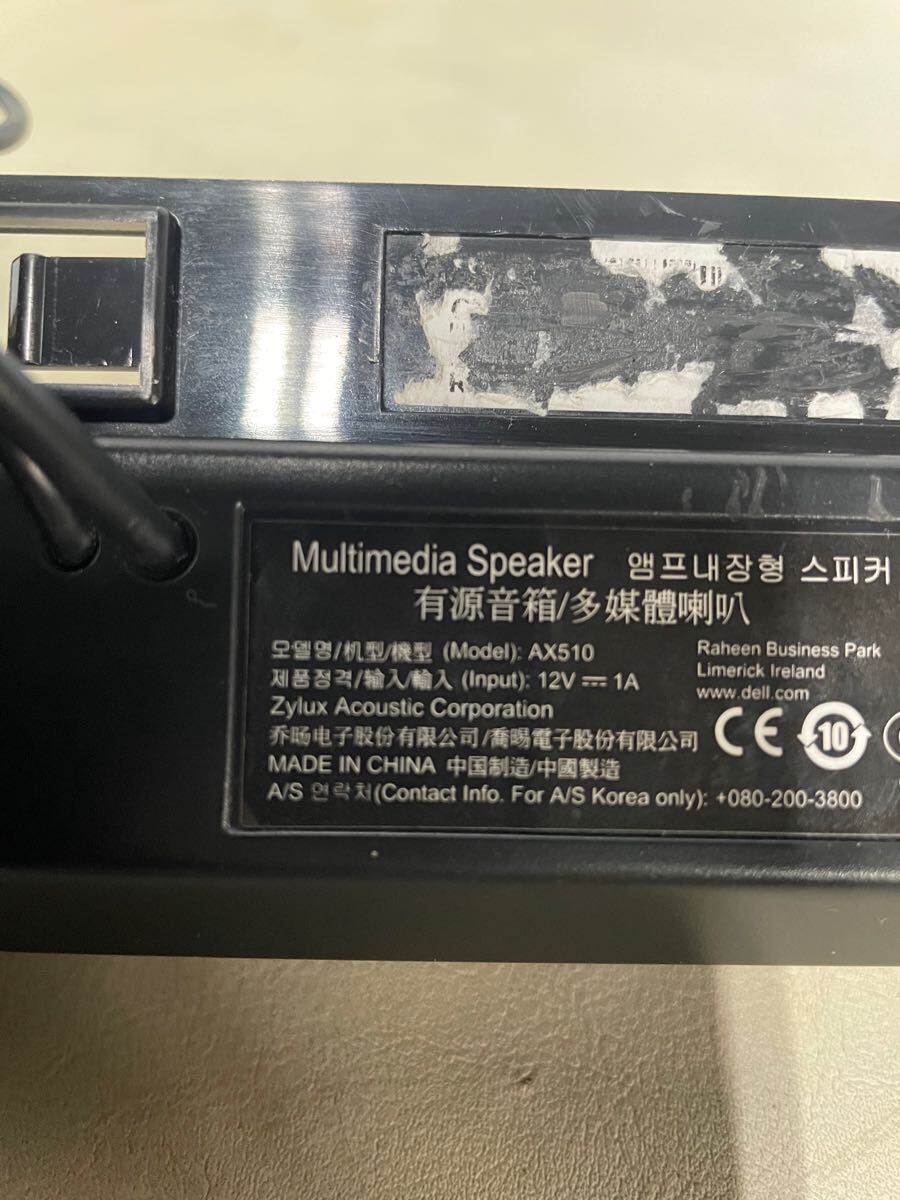 Multimedia Speaker 앰프내장형 스피커
有源音箱/多媒體喇叭
모델명/机型/機型 (Model): AX510
제품정격/输入/輸入 (Input): 12V ⎓ 1A
Zylux Acoustic Corporation
乔旸电子股份有限公司/喬暘電子股份有限公司
MADE IN CHINA 中国制造/中國製造
A/S 연락처(Contact Info. For A/S Korea only): +080-200-3800
Raheen Business Park
Limerick Ireland
www.dell.com
CE
10